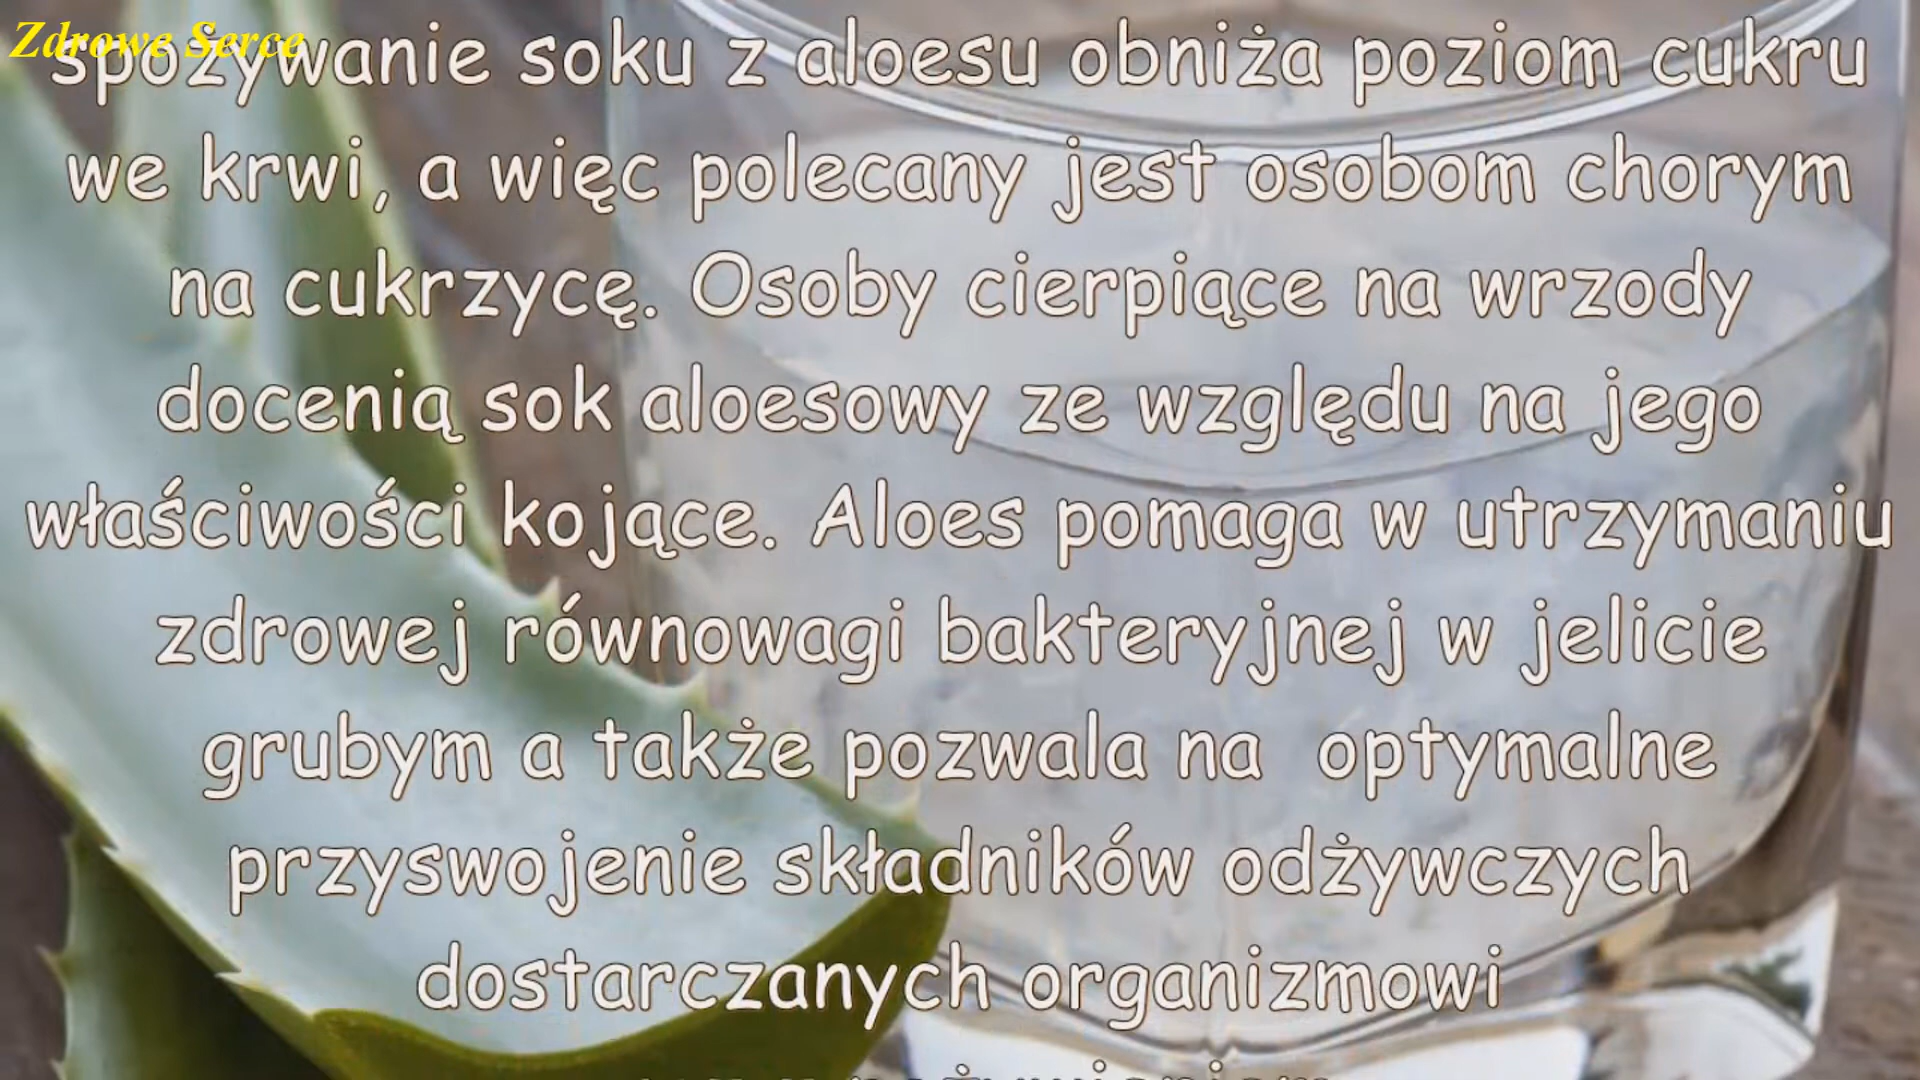 Zdrowe Serce
spożywanie soku z aloesu obniża poziom cukru
we krwi, a więc polecany jest osobom chorym
na cukrzycę. Osoby cierpiące na wrzody
docenią sok aloesowy ze względu na jego
właściwości kojące. Aloes pomaga w utrzymaniu
zdrowej równowagi bakteryjnej w jelicie
grubym a także pozwala na optymalne
przyswojenie składników odżywczych
dostarczanych organizmowi